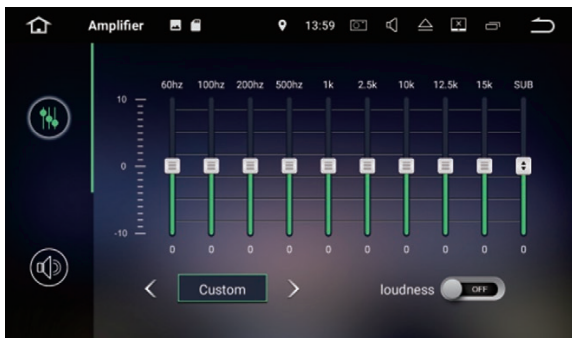 Amplifier 13:59
60hz 100hz 200hz 500hz 1k 2.5k 10k 12.5k 15k SUB
10
0
-10
0 0 0 0 0 0 0 0 0 0
Custom loudness OFF